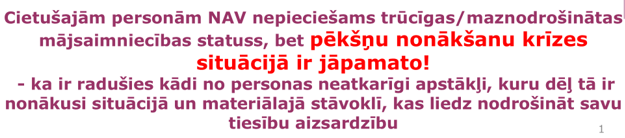 Cietušajām personām NAV nepieciešams trūcīgas/maznodrošinātas
mājsaimniecības statuss, bet pēkšņu nonākšanu krīzes
situācijā ir jāpamato!
- ka ir radušies kādi no personas neatkarīgi apstākļi, kuru dēļ tā ir
nonākusi situācijā un materiālajā stāvoklī, kas liedz nodrošināt savu
tiesību aizsardzību
1